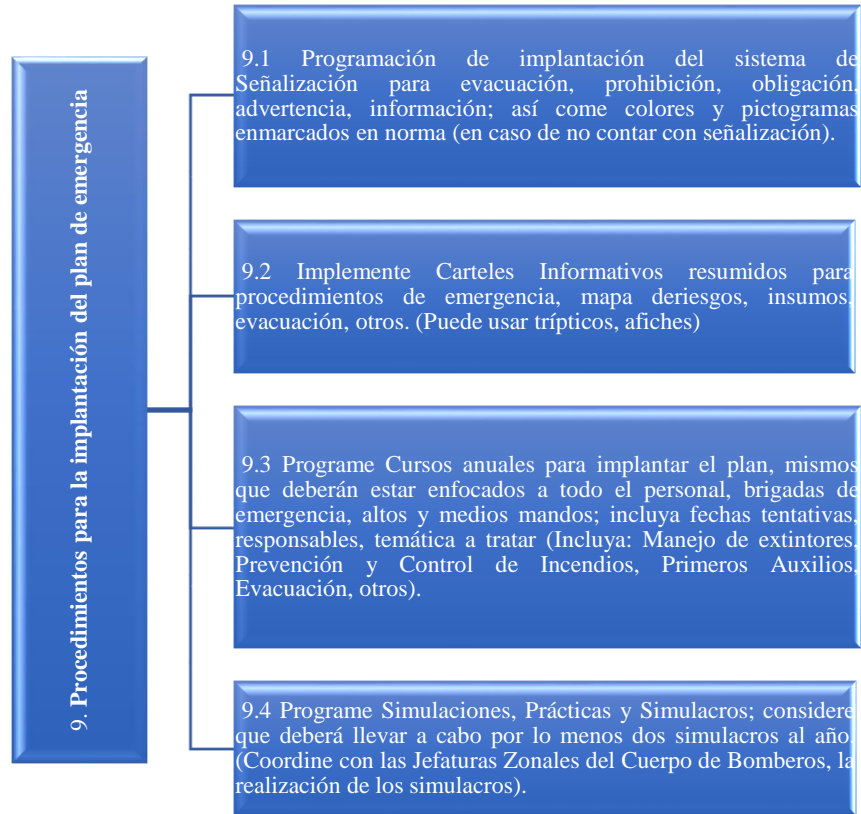 9. Procedimientos para la implantación del plan de emergencia
9.1 Programación de implantación del sistema de
Señalización para evacuación, prohibición, obligación,
advertencia, información; así come colores y pictogramas
enmarcados en norma (en caso de no contar con señalización).
9.2 Implemente Carteles Informativos resumidos para
procedimientos de emergencia, mapa deriesgos, insumos,
evacuación, otros. (Puede usar trípticos, afiches)
9.3 Programe Cursos anuales para implantar el plan, mismos
que deberán estar enfocados a todo el personal, brigadas de
emergencia, altos y medios mandos; incluya fechas tentativas,
responsables, temática a tratar (Incluya: Manejo de extintores,
Prevención y Control de Incendios, Primeros Auxilios,
Evacuación, otros).
9.4 Programe Simulaciones, Prácticas y Simulacros; considere
que deberá llevar a cabo por lo menos dos simulacros al año.
(Coordine con las Jefaturas Zonales del Cuerpo de Bomberos, la
realización de los simulacros).